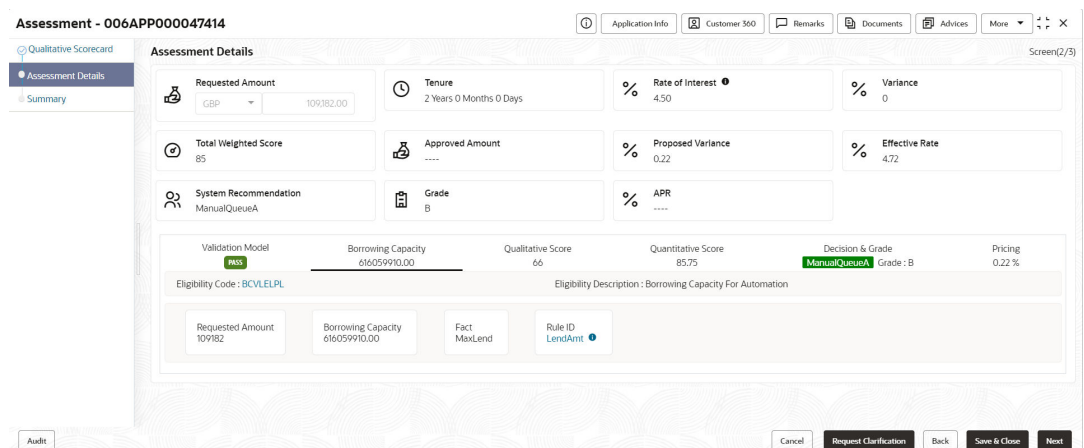 Assessment - 006APP000047414
Application Info
Customer 360
Remarks
Documents
Advices
More
Qualitative Scorecard
Assessment Details
Summary
Assessment Details
Screen(2/3)
Requested Amount
GBP 109,182.00
Tenure
2 Years 0 Months 0 Days
Rate of Interest
4.50
Variance
0
Total Weighted Score
85
Approved Amount
----
Proposed Variance
0.22
Effective Rate
4.72
System Recommendation
ManualQueueA
Grade
B
APR
----
Validation Model
PASS
Borrowing Capacity
616059910.00
Qualitative Score
66
Quantitative Score
85.75
Decision & Grade
ManualQueueA Grade : B
Pricing
0.22 %
Eligibility Code : BCVLELPL
Eligibility Description : Borrowing Capacity For Automation
Requested Amount
109182
Borrowing Capacity
616059910.00
Fact
MaxLend
Rule ID
LendAmt
Audit
Cancel
Request Clarification
Back
Save & Close
Next